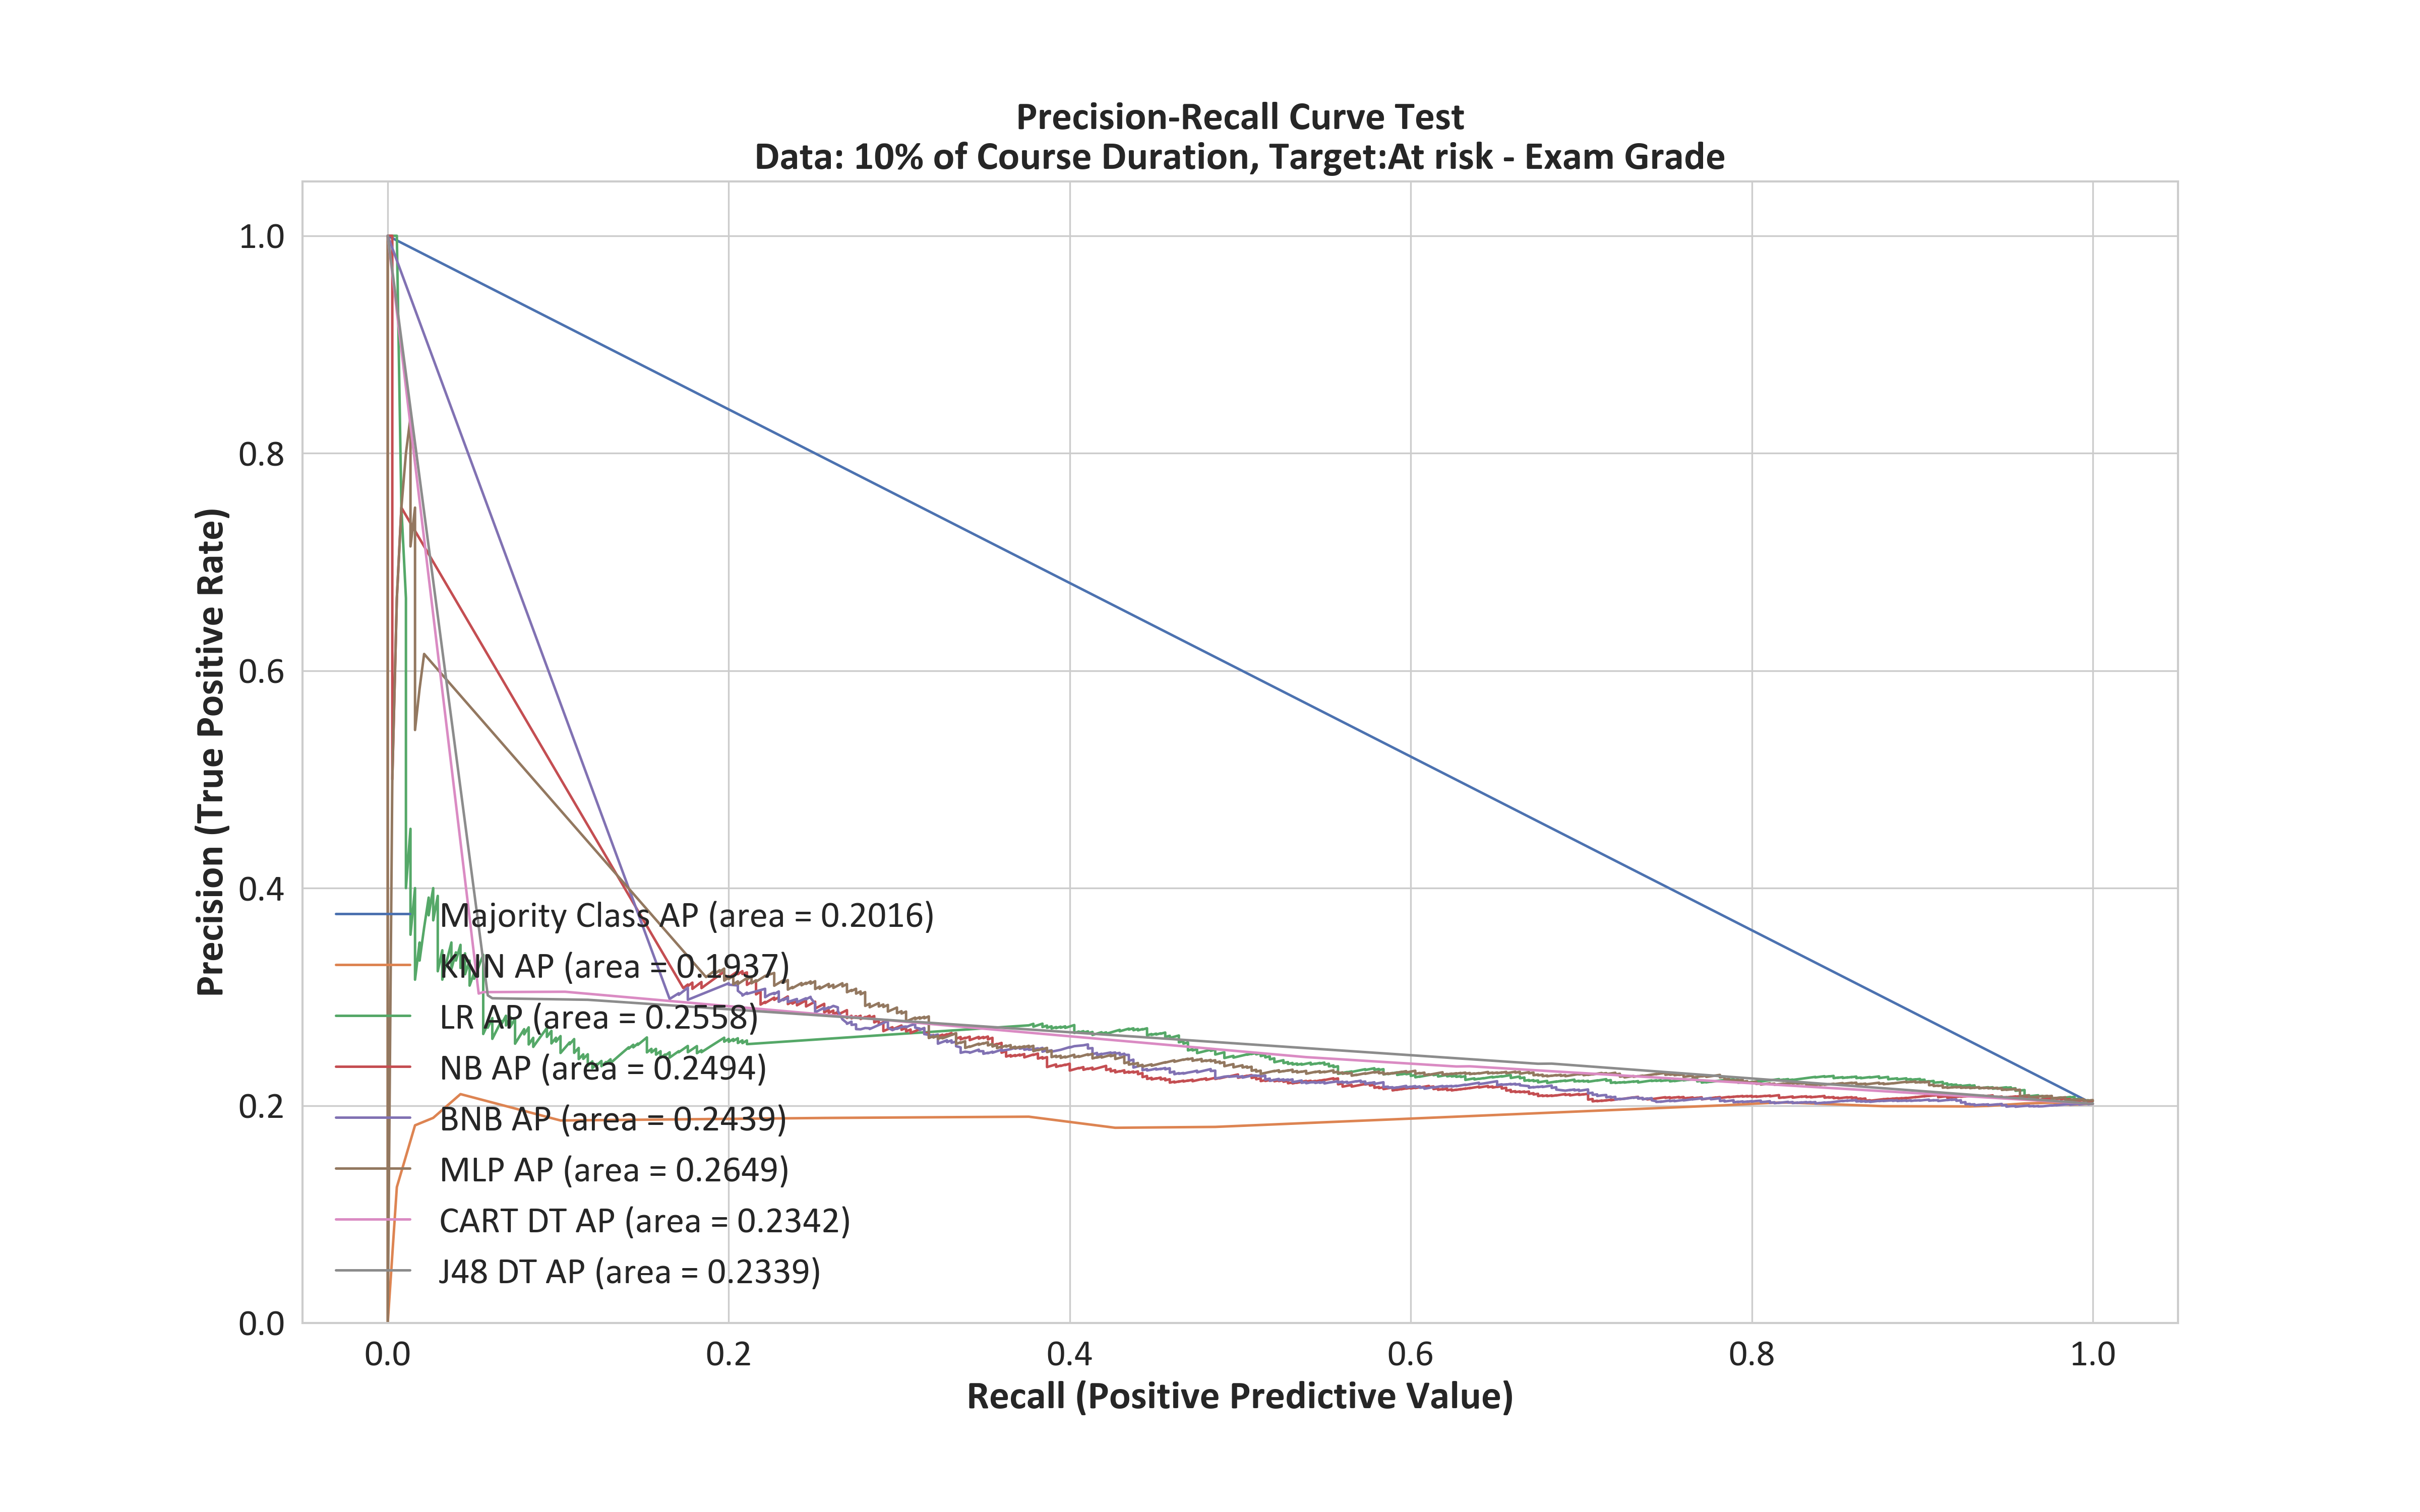 Precision-Recall Curve Test
Data: 10% of Course Duration, Target:At risk - Exam Grade
Precision (True Positive Rate)
1.0
0.8
0.6
0.4
0.2
0.0
Majority Class AP (area = 0.2016)
KNN AP (area = 0.1937)
LR AP (area = 0.2558)
NB AP (area = 0.2494)
BNB AP (area = 0.2439)
MLP AP (area = 0.2649)
CART DT AP (area = 0.2342)
J48 DT AP (area = 0.2339)
0.0 0.2 0.4 0.6 0.8 1.0
Recall (Positive Predictive Value)